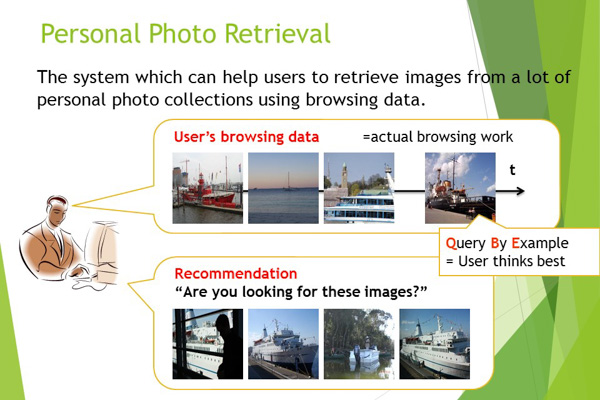 Personal Photo Retrieval
The system which can help users to retrieve images from a lot of
personal photo collections using browsing data.
User's browsing data =actual browsing work
t
Query By Example
= User thinks best
Recommendation
“Are you looking for these images?”